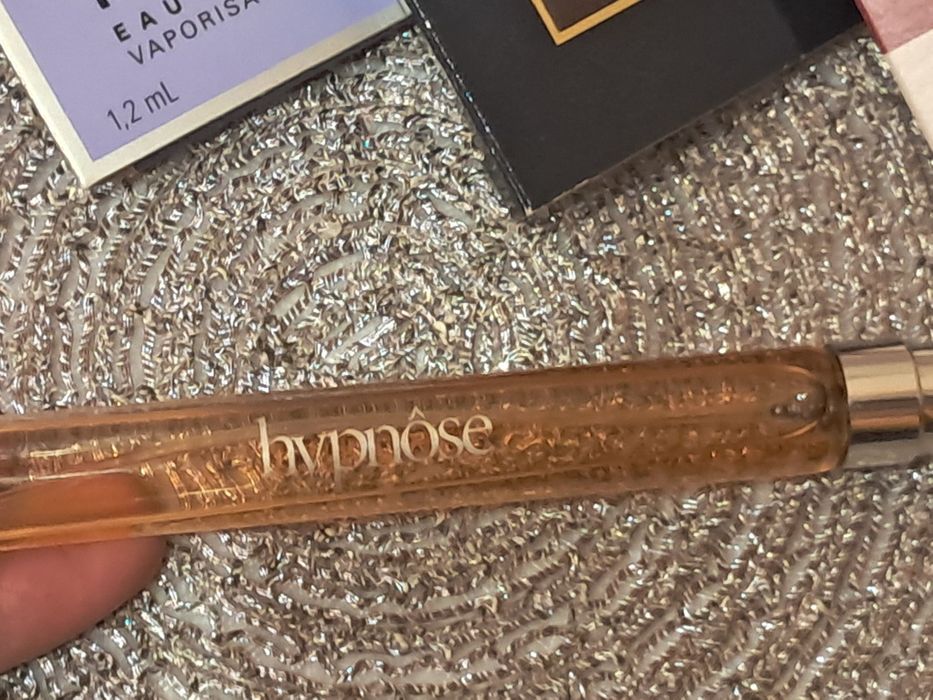 EAU
VAPORISA
1,2 mL
hypnôse